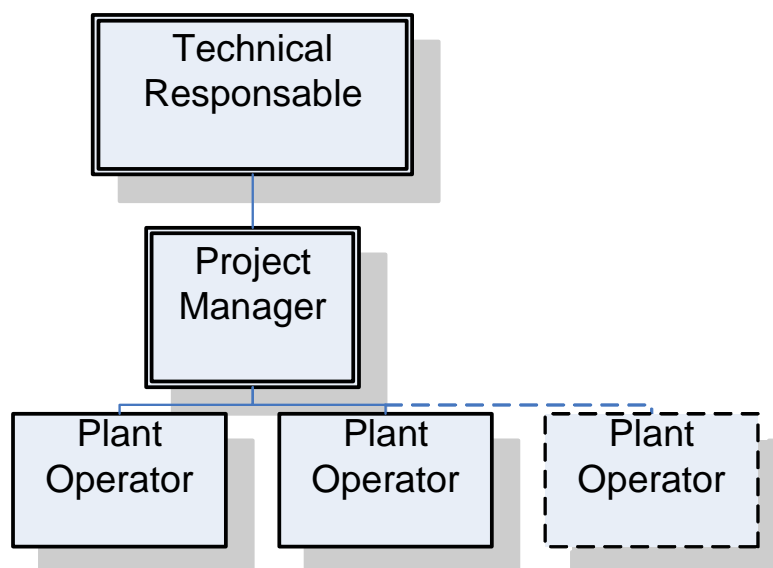 Technical
Responsable
Project
Manager
Plant
Operator
Plant
Operator
Plant
Operator